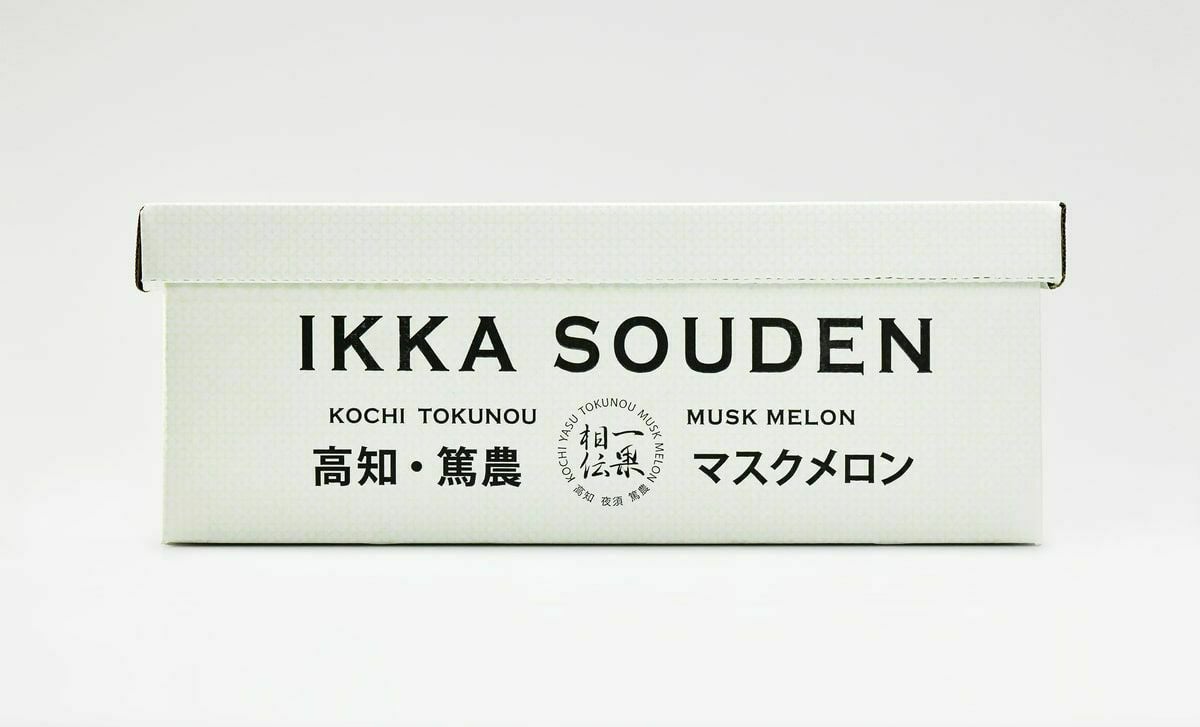 IKKA SOUDEN
KOCHI TOKUNOU
高知・篤農
KOCHI YASU TOKUNOU MUSK MELON
一果
相伝
高知 夜須 篤農
MUSK MELON
マスクメロン